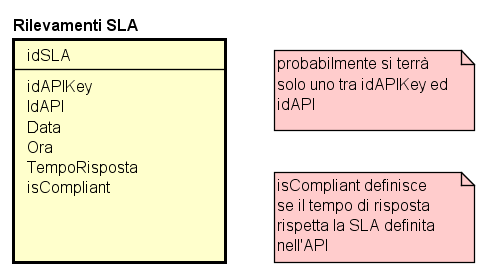 Rilevamenti SLA
idSLA
idAPIKey
IdAPI
Data
Ora
TempoRisposta
isCompliant
probabilmente si terrà
solo uno tra idAPIKey ed
idAPI
isCompliant definisce
se il tempo di risposta
rispetta la SLA definita
nell'API